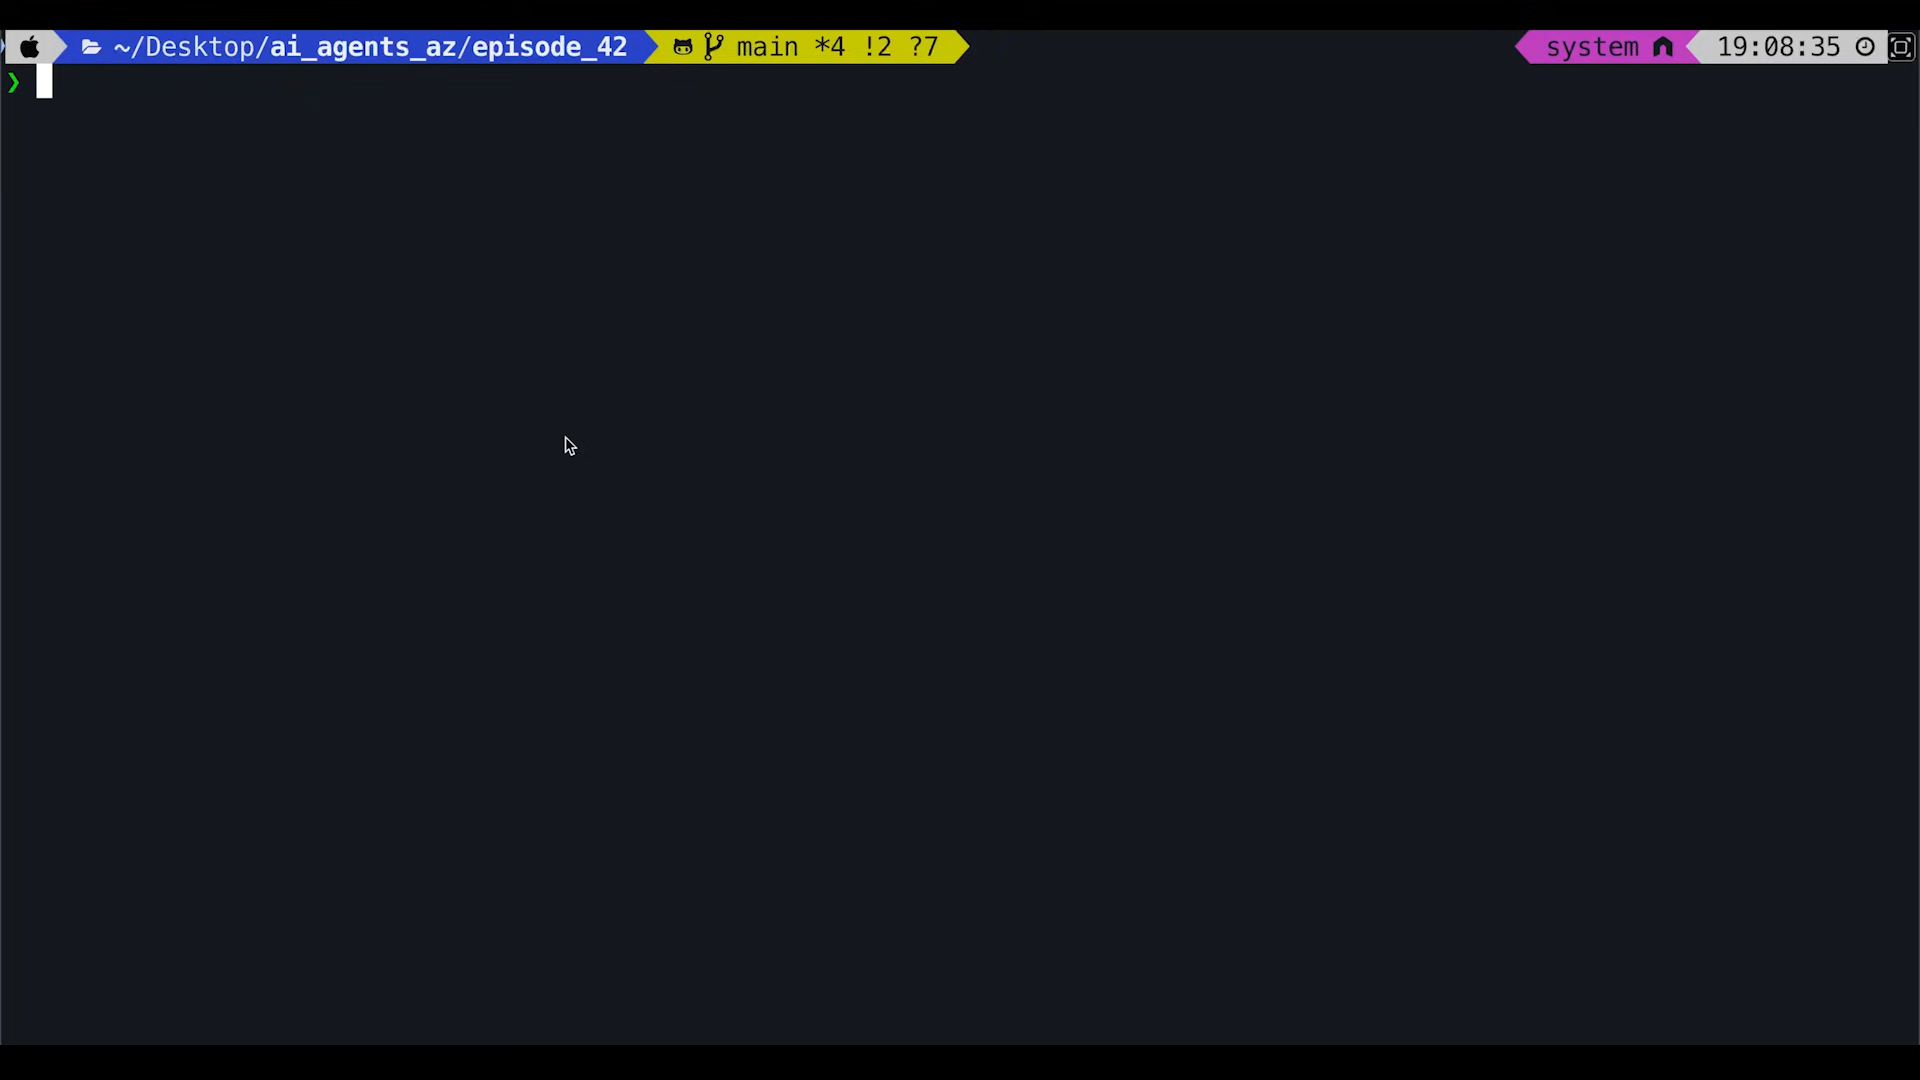 ~/Desktop/ai_agents_az/episode_42 main *4 !2 ?7 system 19:08:35
❯